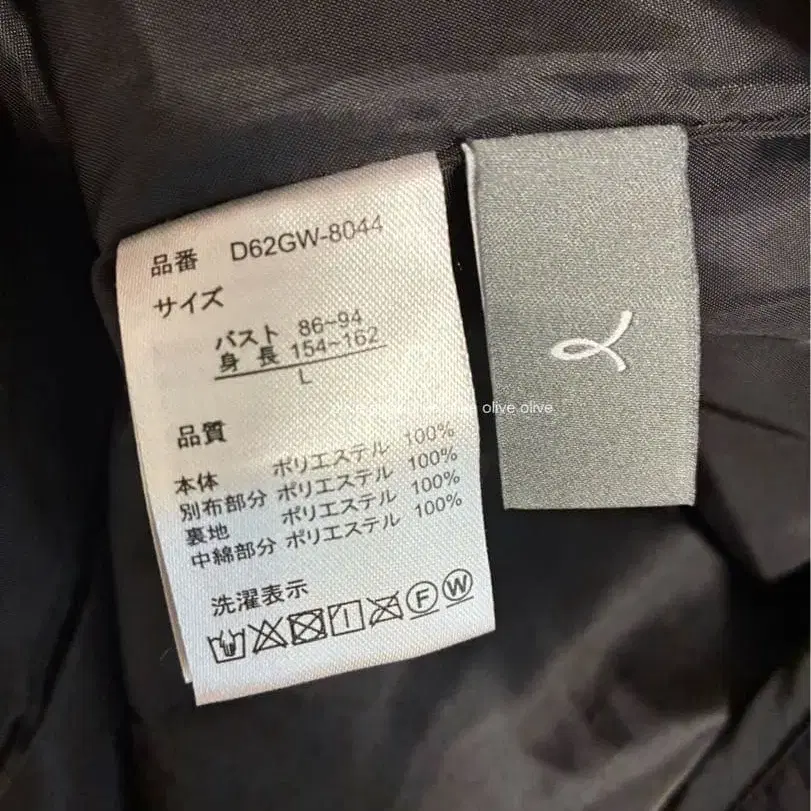 品番 D62GW-8044
サイズ
バスト 86~94
身長 154~162
L
品質
本体 ポリエステル 100%
別布部分 ポリエステル 100%
裏地 ポリエステル 100%
中綿部分 ポリエステル 100%
洗濯表示
F W
olive olive